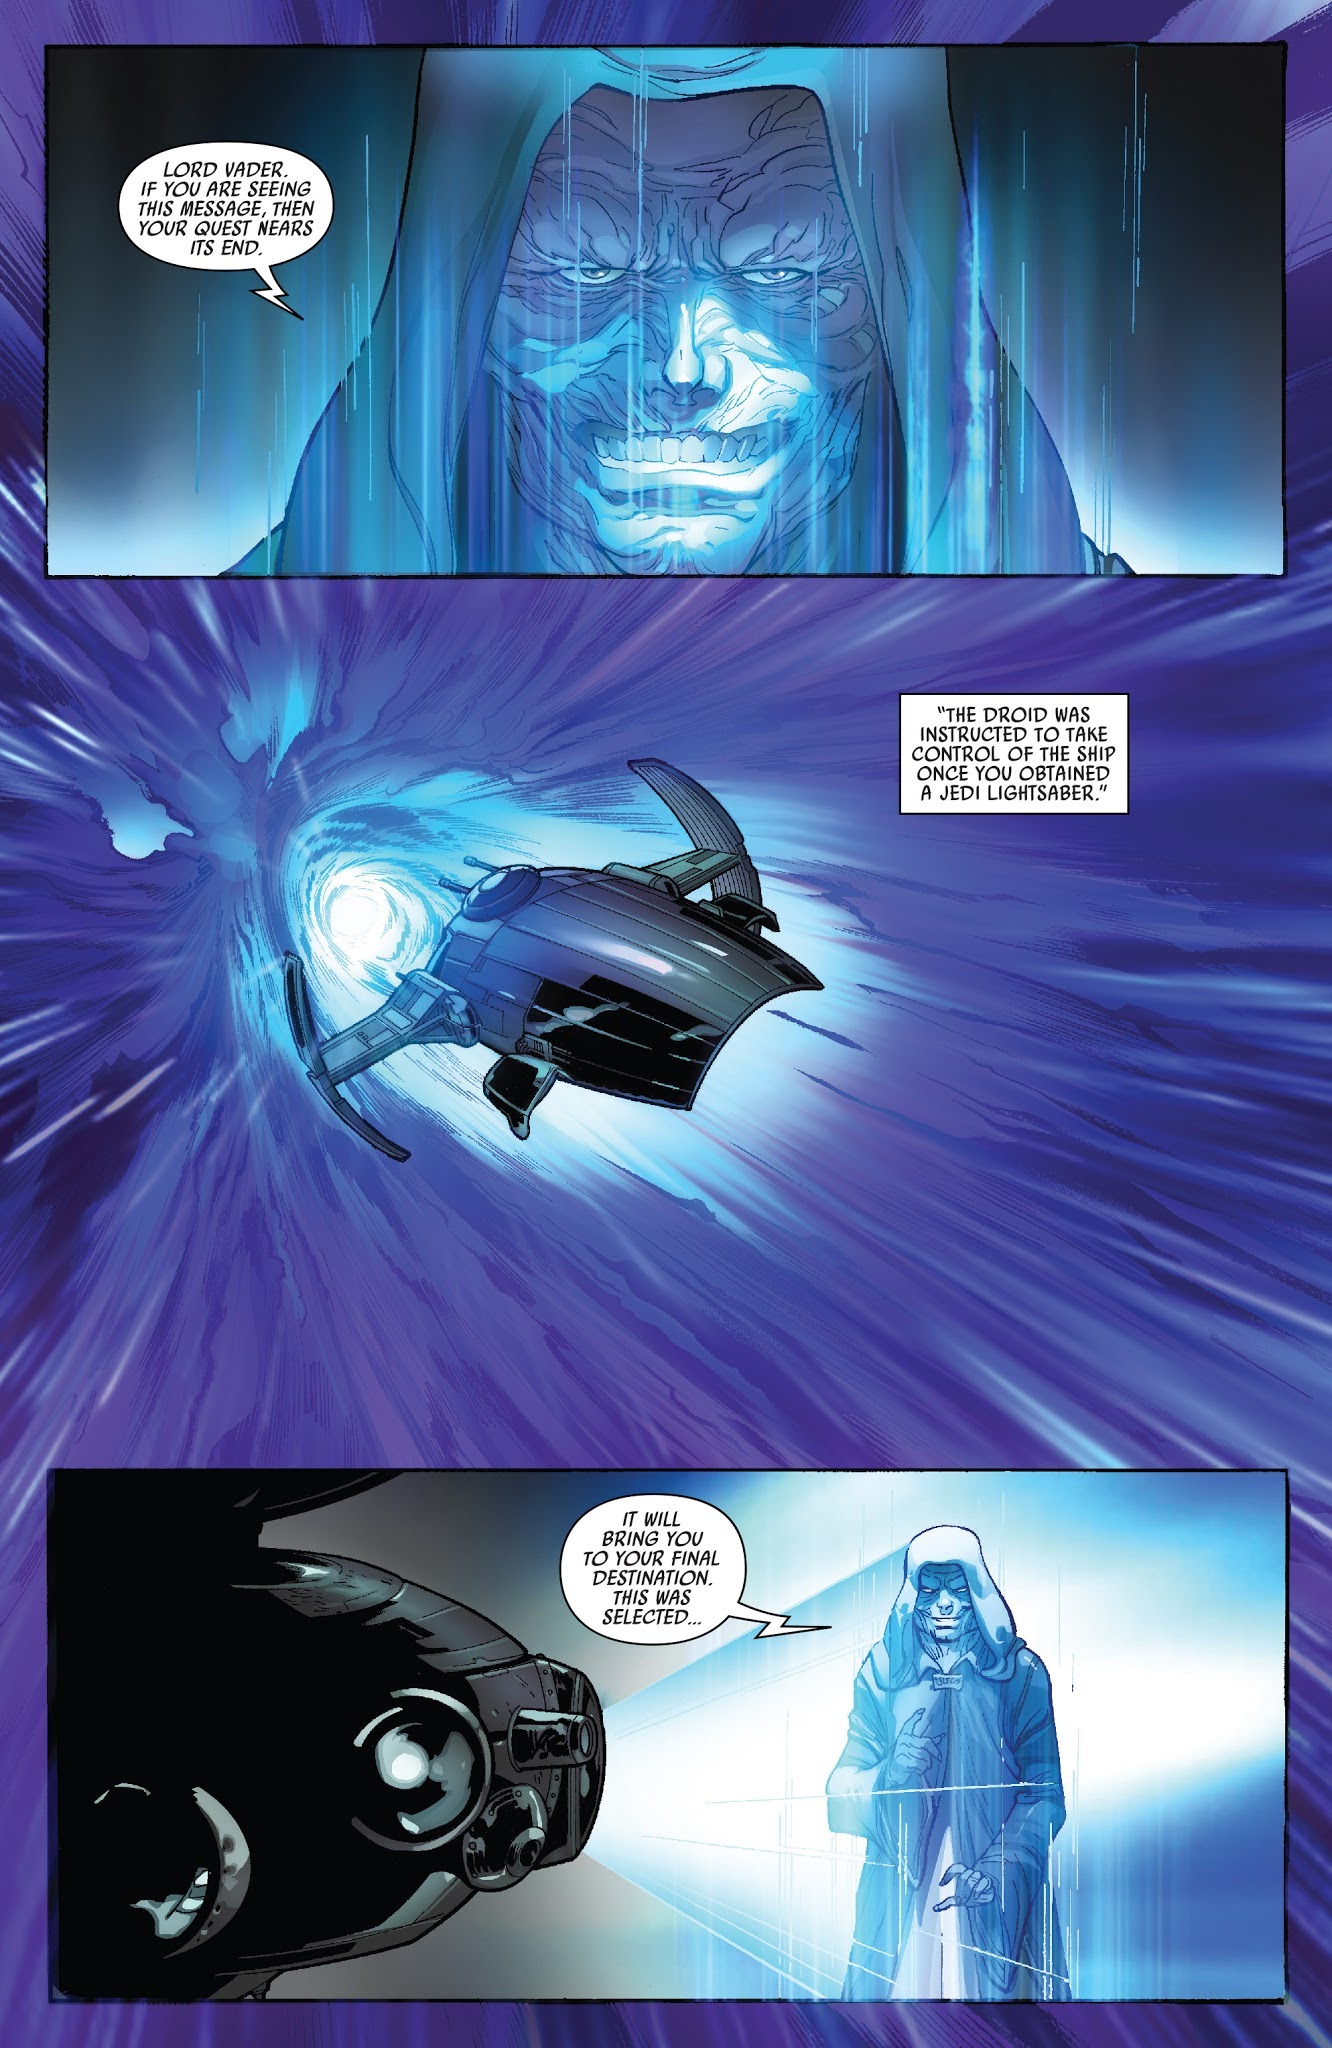 LORD VADER.
IF YOU ARE SEEING
THIS MESSAGE, THEN
YOUR QUEST NEARS
ITS END.
"THE DROID WAS
INSTRUCTED TO TAKE
CONTROL OF THE SHIP
ONCE YOU OBTAINED
A JEDI LIGHTSABER."
IT WILL
BRING YOU
TO YOUR FINAL
DESTINATION.
THIS WAS
SELECTED...